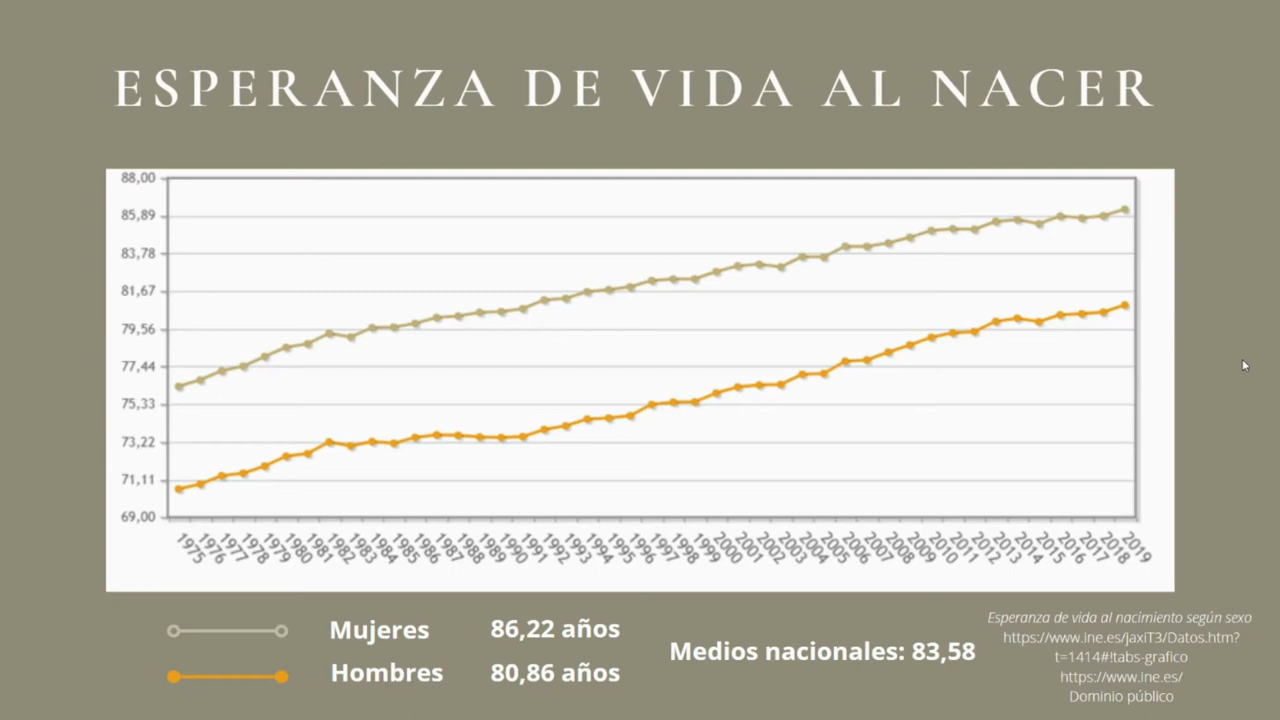 ESPERANZA DE VIDA AL NACER
88,00
85,89
83,78
81,67
79,56
77,44
75,33
73,22
71,11
69,00
1975 1976 1977 1978 1979 1980 1981 1982 1983 1984 1985 1986 1987 1988 1989 1990 1991 1992 1993 1994 1995 1996 1997 1998 1999 2000 2001 2002 2003 2004 2005 2006 2007 2008 2009 2010 2011 2012 2013 2014 2015 2016 2017 2018 2019
Mujeres 86,22 años
Hombres 80,86 años
Medios nacionales: 83,58
Esperanza de vida al nacimiento según sexo
https://www.ine.es/jaxiT3/Datos.htm?
t=1414#!tabs-grafico
https://www.ine.es/
Dominio público